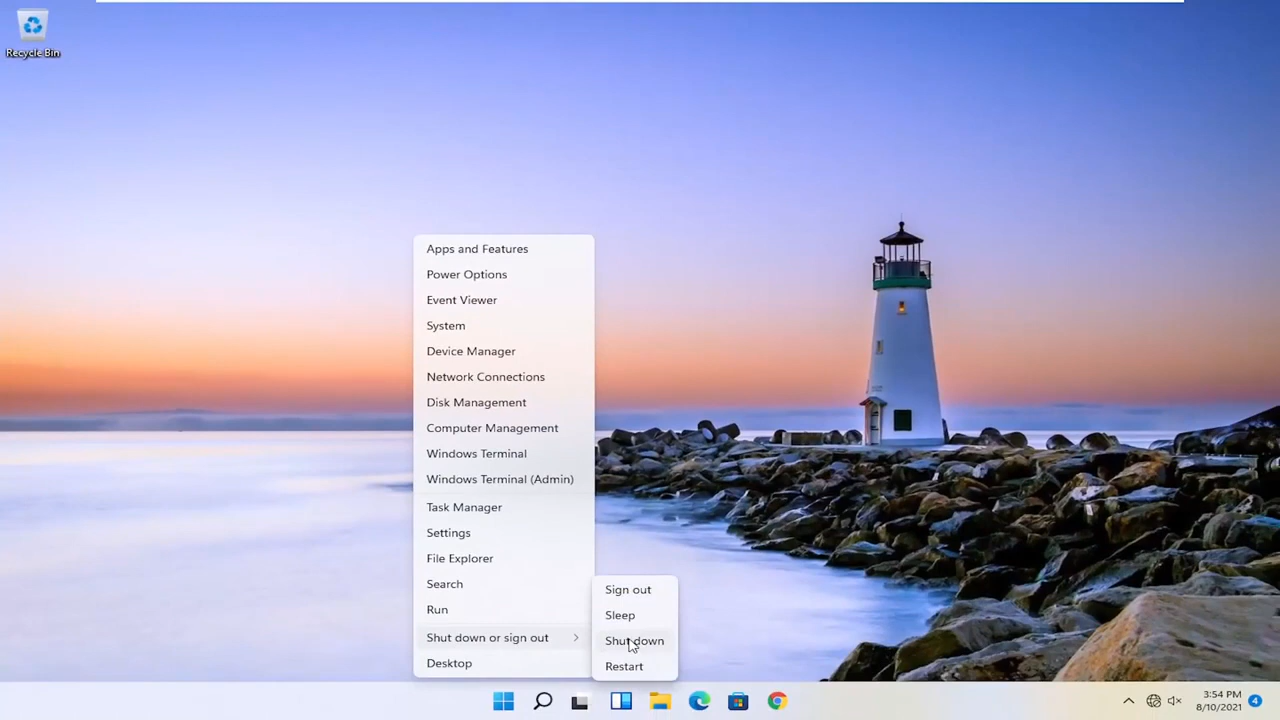 Recycle Bin
Apps and Features
Power Options
Event Viewer
System
Device Manager
Network Connections
Disk Management
Computer Management
Windows Terminal
Windows Terminal (Admin)
Task Manager
Settings
File Explorer
Search
Run
Shut down or sign out
Desktop
Sign out
Sleep
Shut down
Restart
3:54 PM
8/10/2021
4